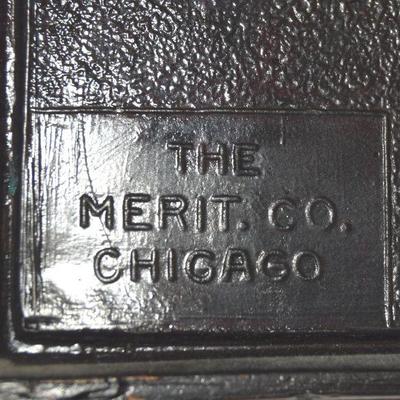 THE
MERIT. CO.
CHICAGO